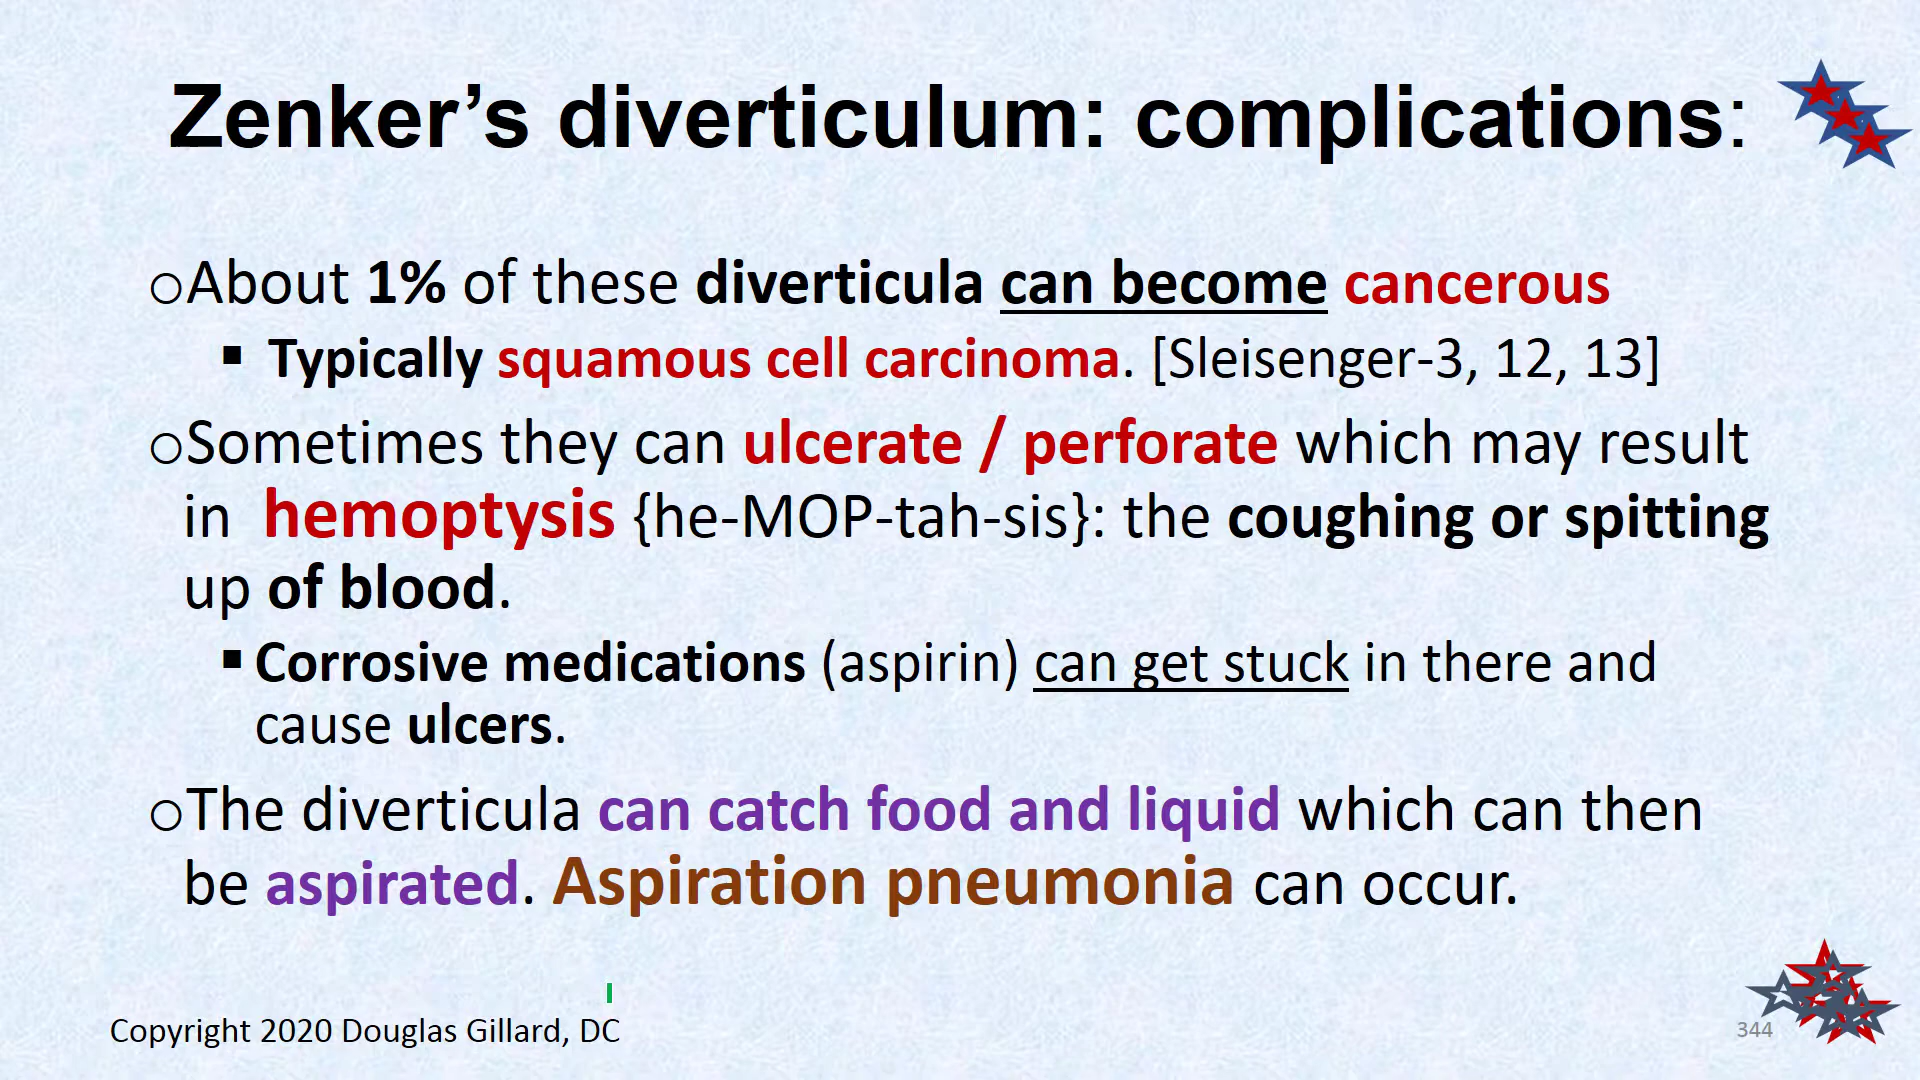 Zenker’s diverticulum: complications:
oAbout 1% of these diverticula can become cancerous
▪ Typically squamous cell carcinoma. [Sleisenger-3, 12, 13]
oSometimes they can ulcerate / perforate which may result
in hemoptysis {he-MOP-tah-sis}: the coughing or spitting
up of blood.
▪ Corrosive medications (aspirin) can get stuck in there and
cause ulcers.
oThe diverticula can catch food and liquid which can then
be aspirated. Aspiration pneumonia can occur.
Copyright 2020 Douglas Gillard, DC
344